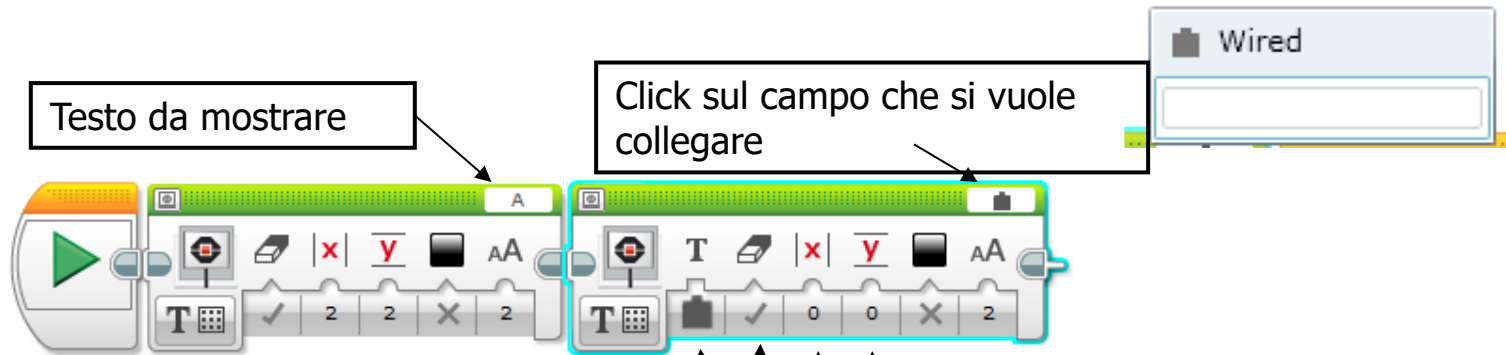 Wired
Testo da mostrare
Click sul campo che si vuole
collegare
A
x y AA T x y AA
T 2 2 2 T 0 0 2